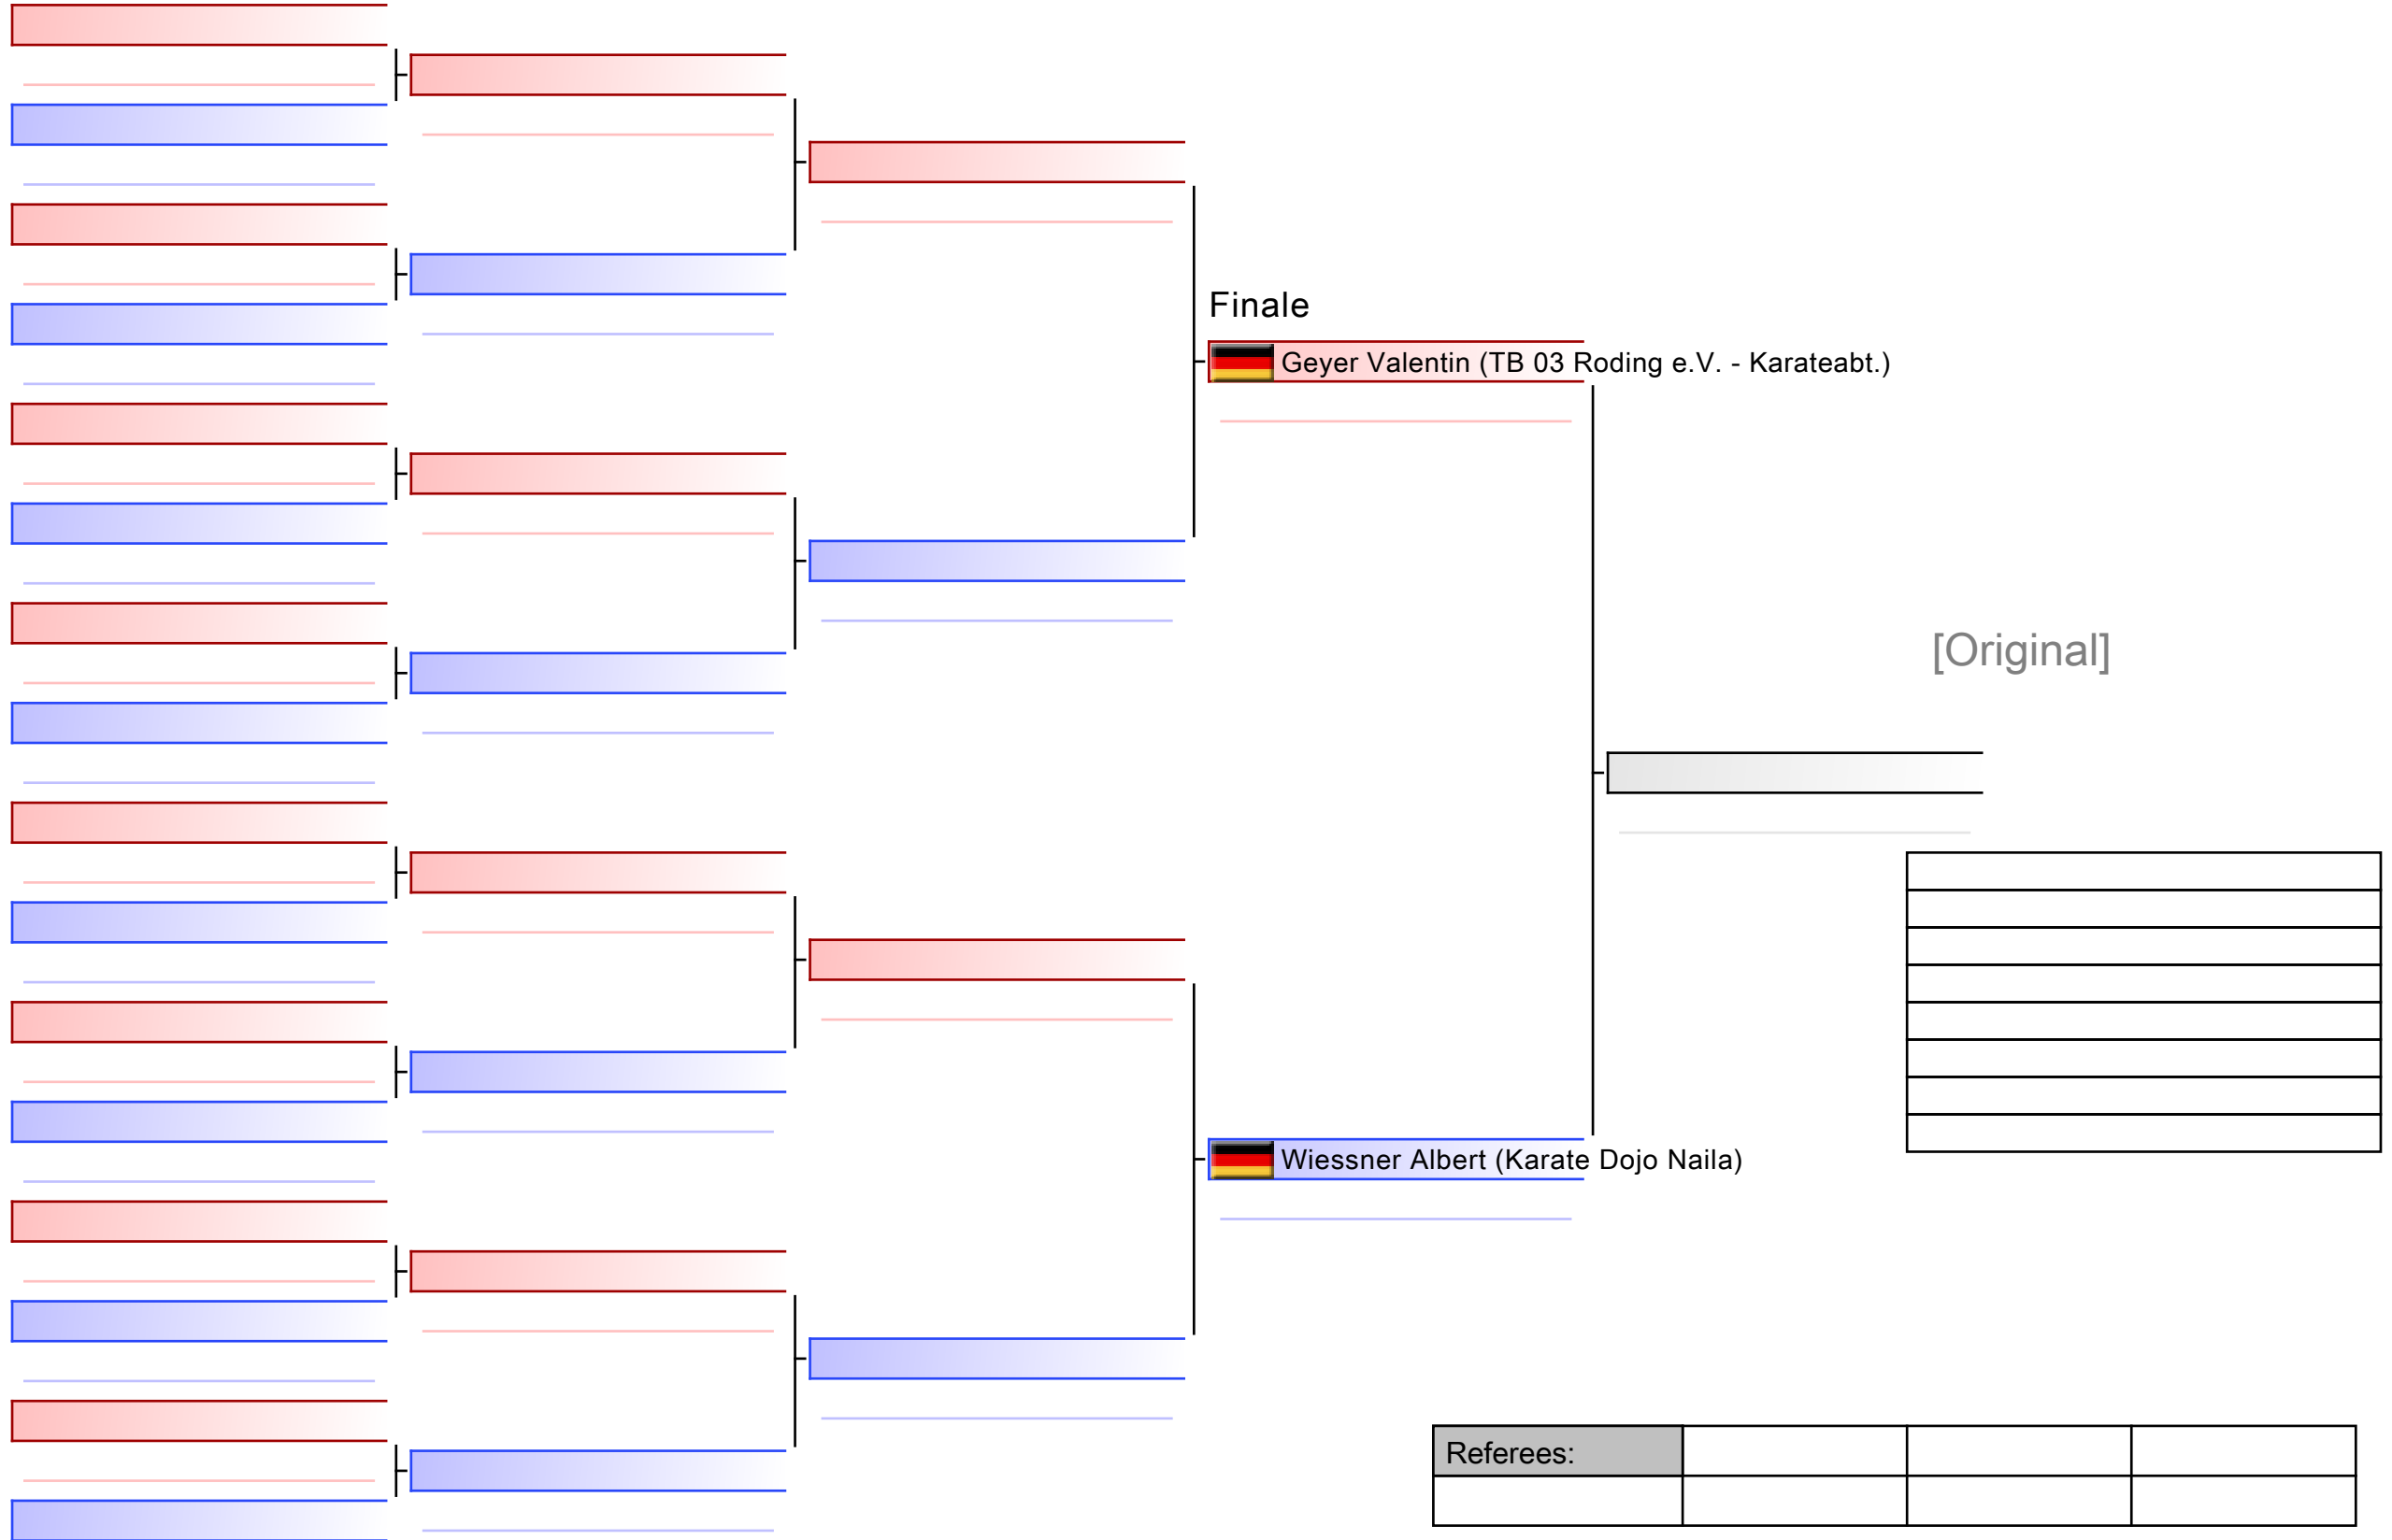 Finale
Geyer Valentin (TB 03 Roding e.V. - Karateabt.)
[Original]
Wiessner Albert (Karate Dojo Naila)
Referees: